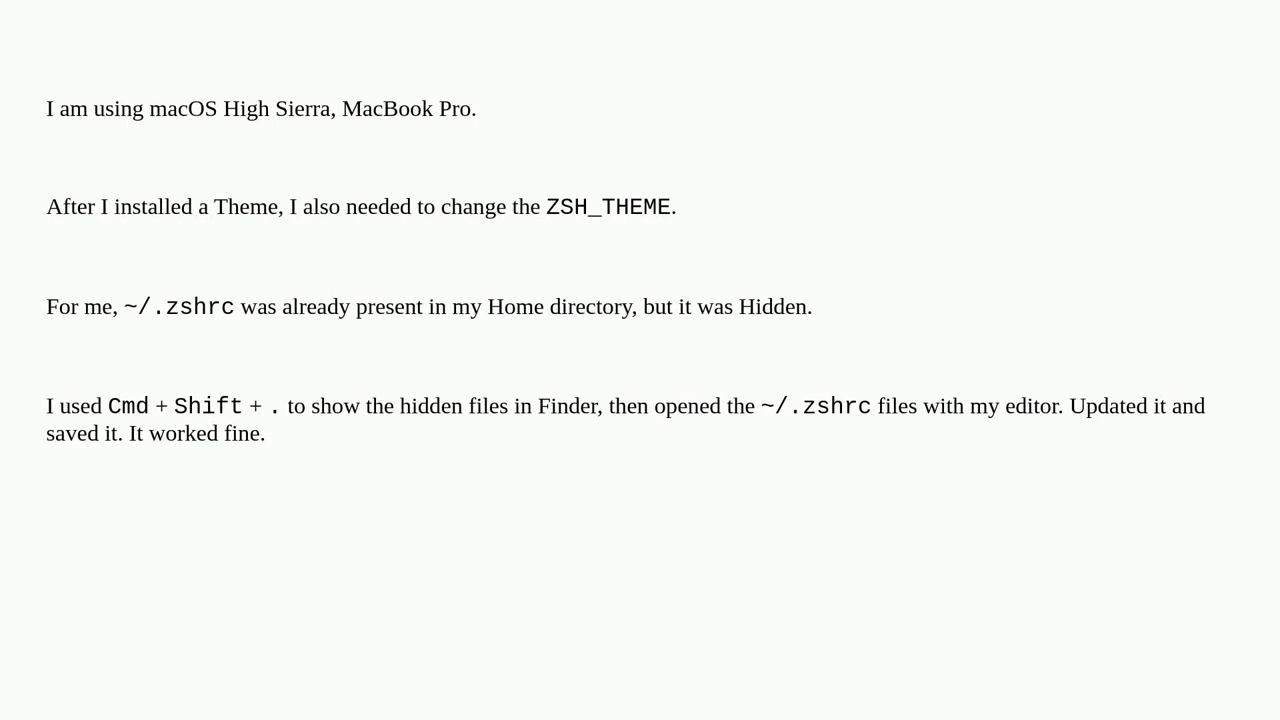 I am using macOS High Sierra, MacBook Pro.
After I installed a Theme, I also needed to change the ZSH_THEME.
For me, ~/.zshrc was already present in my Home directory, but it was Hidden.
I used Cmd + Shift + . to show the hidden files in Finder, then opened the ~/.zshrc files with my editor. Updated it and
saved it. It worked fine.